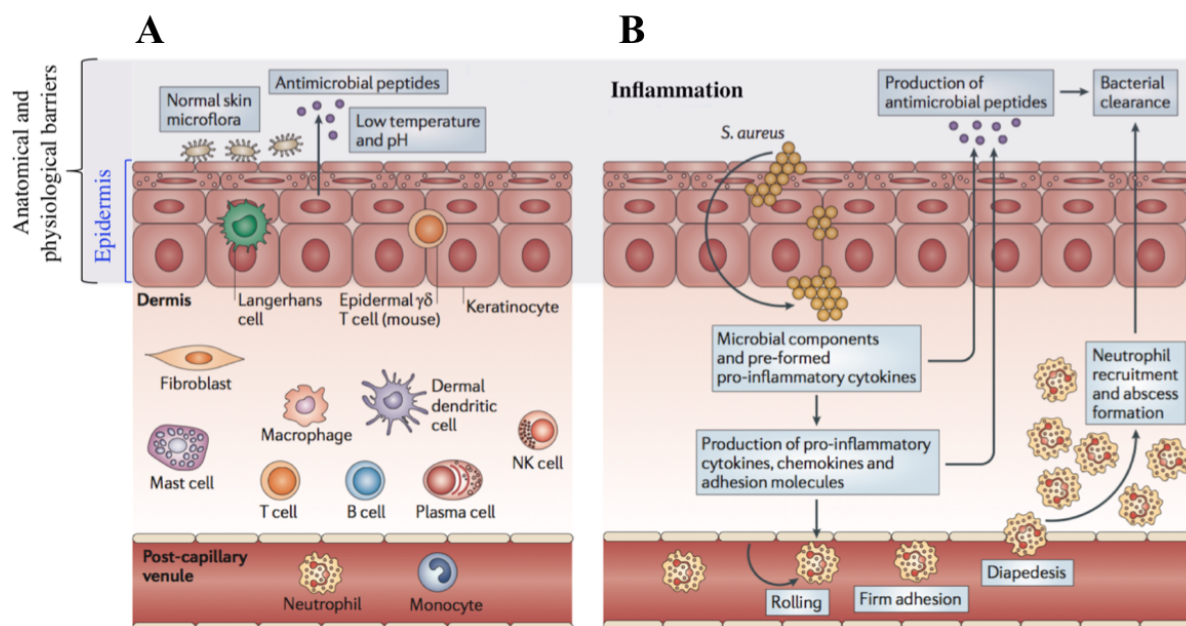 A
Anatomical and
physiological barriers
Epidermis
Normal skin
microflora
Antimicrobial peptides
Low temperature
and pH
Dermis
Langerhans
cell
Epidermal γδ
T cell (mouse)
Keratinocyte
Fibroblast
Macrophage
Dermal
dendritic
cell
NK cell
Mast cell
T cell
B cell
Plasma cell
Post-capillary
venule
Neutrophil
Monocyte
B
Inflammation
S. aureus
Production of
antimicrobial peptides
Bacterial
clearance
Microbial components
and pre-formed
pro-inflammatory cytokines
Neutrophil
recruitment
and abscess
formation
Production of pro-inflammatory
cytokines, chemokines and
adhesion molecules
Rolling
Firm adhesion
Diapedesis